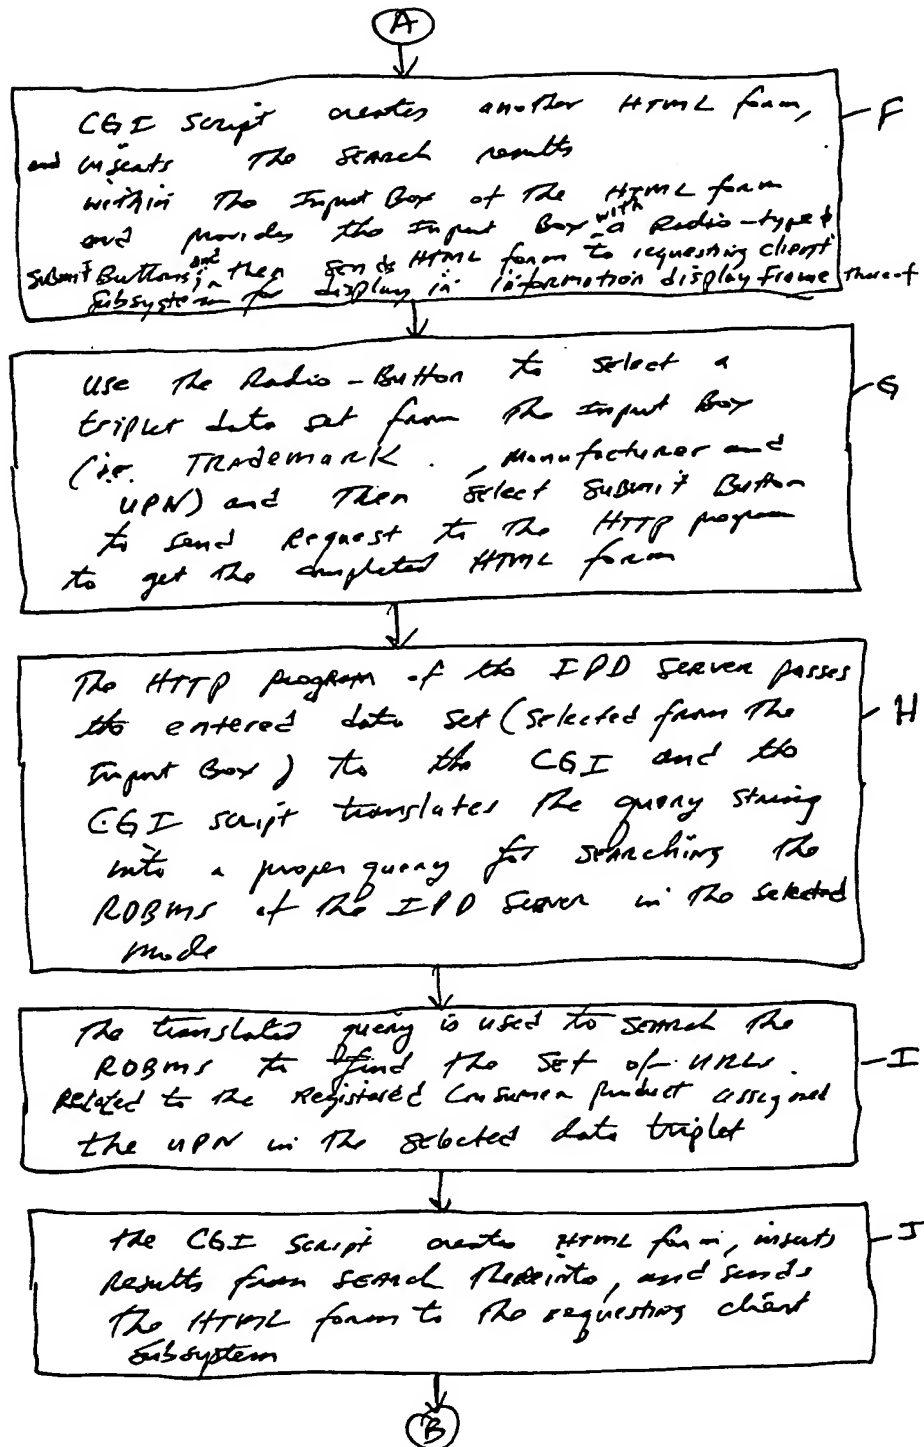 A
CGI Script creates another HTML form, F
and inserts the Search results
within the Input Box of the HTML form
and provides the Input Box with a Radio-type &
Submit Buttons; and then sends HTML form to requesting client
subsystem for display in information display frame thereof
use the Radio-Button to select a G
triplet data set from the Input Box
(i.e. Trademark, Manufacturer and
UPN) and then select Submit Button
to send Request to the HTTP program
to get the completed HTML form
The HTTP program of the IPD Server passes
the entered data set (selected from the H
Input Box) to the CGI and the
CGI script translates the query string
into a proper query for searching the
RDBMS of the IPD Server in the selected
mode
The translated query is used to search the
RDBMS to find the set of URLs. I
Related to the Registered Consumer product assigned
the UPN in the selected data triplet
the CGI Script creates HTML form, inserts J
Results from search thereinto, and sends
the HTML form to the requesting client
subsystem
B